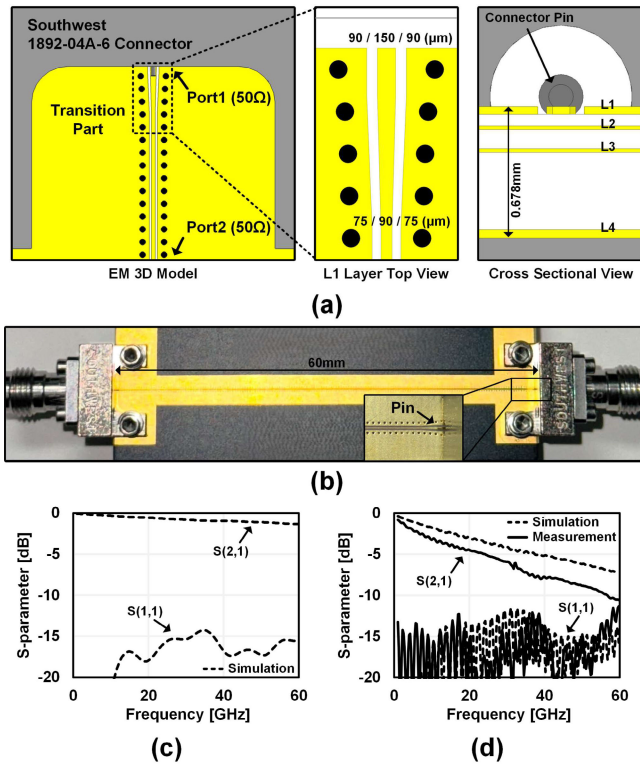 Southwest
1892-04A-6 Connector
Transition
Part
Port1 (50Ω)
Port2 (50Ω)
EM 3D Model
90 / 150 / 90 (μm)
75 / 90 / 75 (μm)
L1 Layer Top View
Connector Pin
L1
L2
L3
0.678mm
L4
Cross Sectional View
(a)
60mm
Pin
(b)
0
-5
-10
-15
-20
S-parameter [dB]
S(2,1)
S(1,1)
Simulation
0
20
40
60
Frequency [GHz]
(c)
0
-5
-10
-15
-20
S-parameter [dB]
Simulation
Measurement
S(2,1)
S(1,1)
0
20
40
60
Frequency [GHz]
(d)